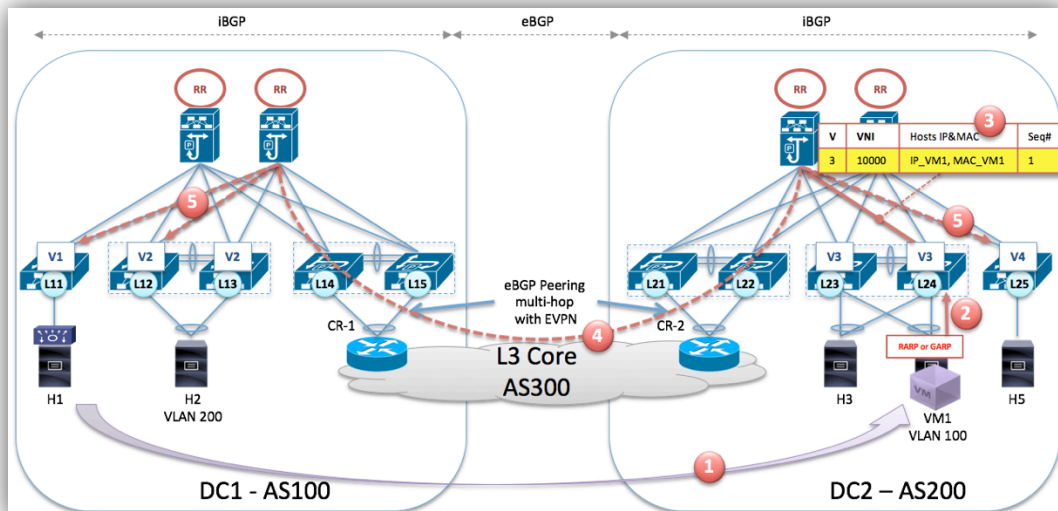 iBGP
eBGP
iBGP
RR
RR
RR
RR
3
V VNI Hosts IP&MAC Seq#
3 10000 IP_VM1, MAC_VM1 1
5
5
V1
V2
V2
V3
V3
V4
L11
L12
L13
L14
L15
L21
L22
L23
L24
L25
eBGP Peering
multi-hop
with EVPN
CR-1
CR-2
2
4
RARP or GARP
L3 Core
AS300
H1
H2
VLAN 200
H3
VM
VM1
VLAN 100
H5
1
DC1 - AS100
DC2 – AS200